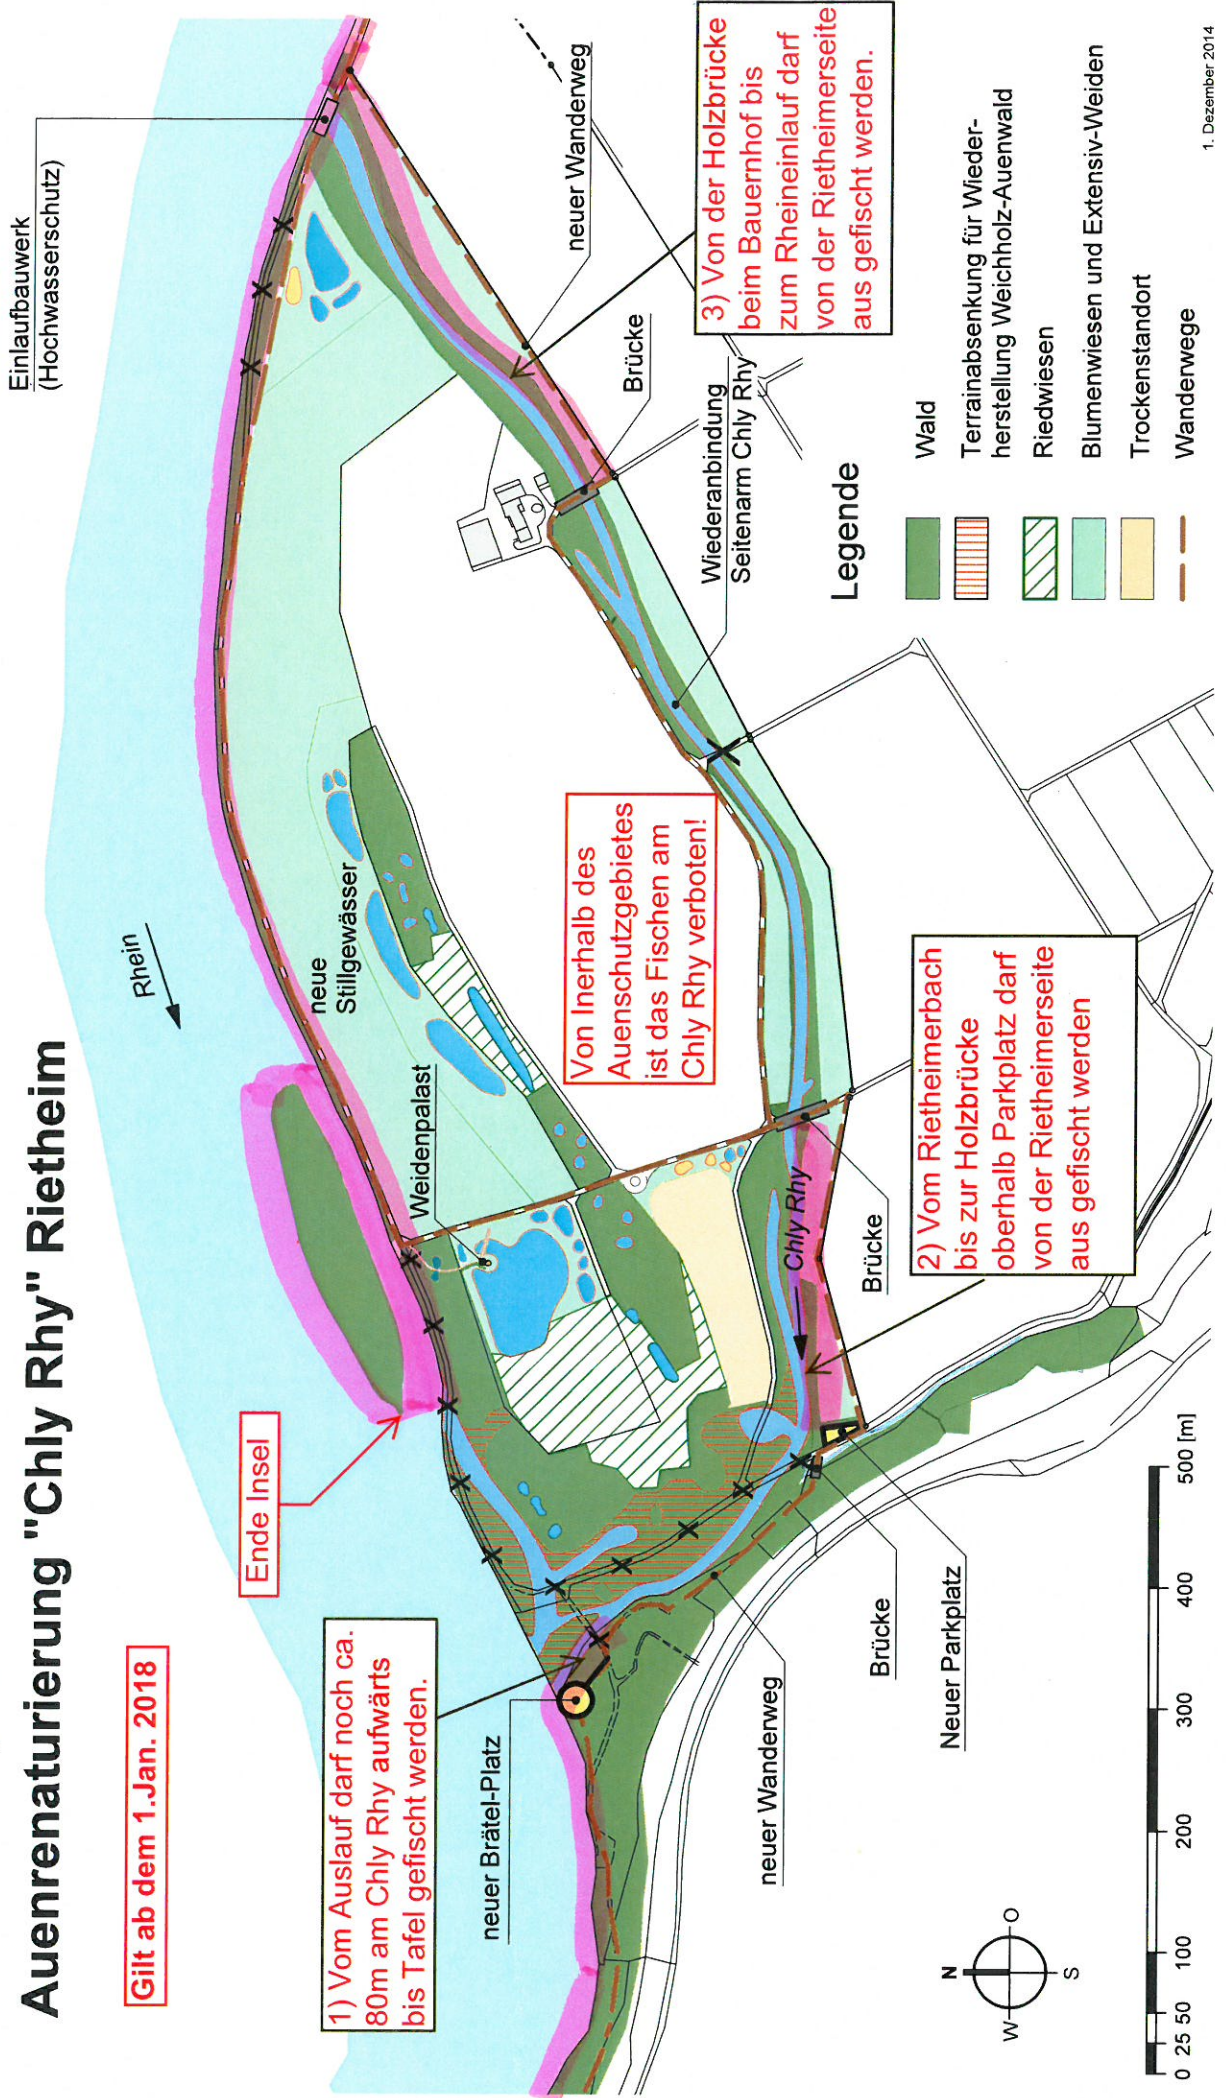 Auenrenaturierung "Chly Rhy" Rietheim
Gilt ab dem 1.Jan. 2018
Ende Insel
Rhein
Einlaufbauwerk
(Hochwasserschutz)
1) Vom Auslauf darf noch ca.
80m am Chly Rhy aufwärts
bis Tafel gefischt werden.
neuer Brätel-Platz
Weidenpalast
neue
Stillgewässer
neuer Wanderweg
Von Inerhalb des
Auenschutzgebietes
ist das Fischen am
Chly Rhy verboten!
3) Von der Holzbrücke
beim Bauernhof bis
zum Rheineinlauf darf
von der Rietheimerseite
aus gefischt werden.
Brücke
Wiederanbindung
Seitenarm Chly Rhy
Chly Rhy
Brücke
2) Vom Rietheimerbach
bis zur Holzbrücke
oberhalb Parkplatz darf
von der Rietheimerseite
aus gefischt werden
neuer Wanderweg
Brücke
Neuer Parkplatz
Legende
Wald
Terrainabsenkung für Wieder-
herstellung Weichholz-Auenwald
Riedwiesen
Blumenwiesen und Extensiv-Weiden
Trockenstandort
Wanderwege
N
W
O
S
0 25 50 100 200 300 400 500 [m]
1. Dezember 2014